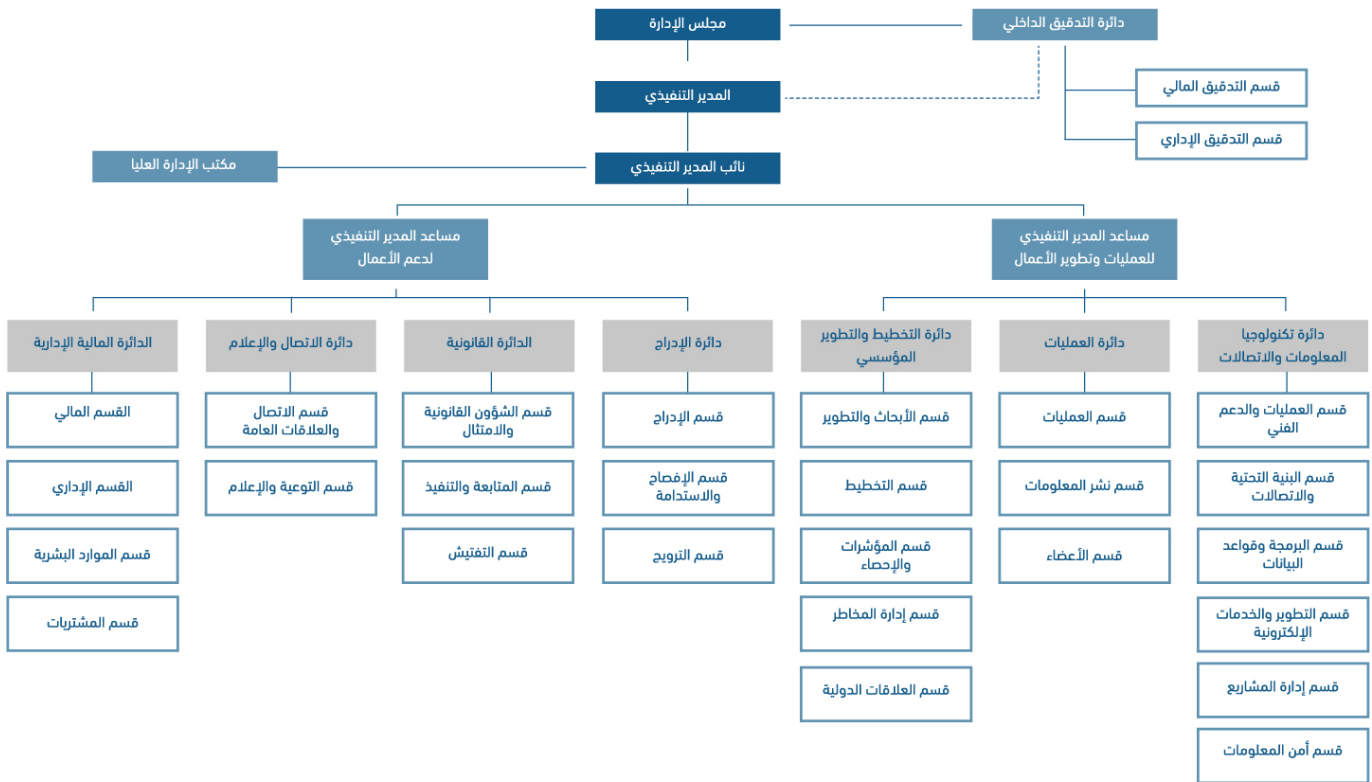 مجلس الإدارة
دائرة التدقيق الداخلي
قسم التدقيق المالي
قسم التدقيق الإداري
المدير التنفيذي
نائب المدير التنفيذي
مكتب الإدارة العليا
مساعد المدير التنفيذي
للعمليات وتطوير الأعمال
مساعد المدير التنفيذي
لدعم الأعمال
دائرة تكنولوجيا
المعلومات والاتصالات
قسم العمليات والدعم
الفني
قسم البنية التحتية
والاتصالات
قسم البرمجة وقواعد
البيانات
قسم التطوير والخدمات
الإلكترونية
قسم إدارة المشاريع
قسم أمن المعلومات
دائرة العمليات
قسم العمليات
قسم نشر المعلومات
قسم الأعضاء
دائرة التخطيط والتطوير
المؤسسي
قسم الأبحاث والتطوير
قسم التخطيط
قسم المؤشرات
والإحصاء
قسم إدارة المخاطر
قسم العلاقات الدولية
دائرة الإدراج
قسم الإدراج
قسم الإفصاح
والاستدامة
قسم الترويج
الدائرة القانونية
قسم الشؤون القانونية
والامتثال
قسم المتابعة والتنفيذ
قسم التفتيش
دائرة الاتصال والإعلام
قسم الاتصال
والعلاقات العامة
قسم التوعية والإعلام
الدائرة المالية الإدارية
القسم المالي
القسم الإداري
قسم الموارد البشرية
قسم المشتريات